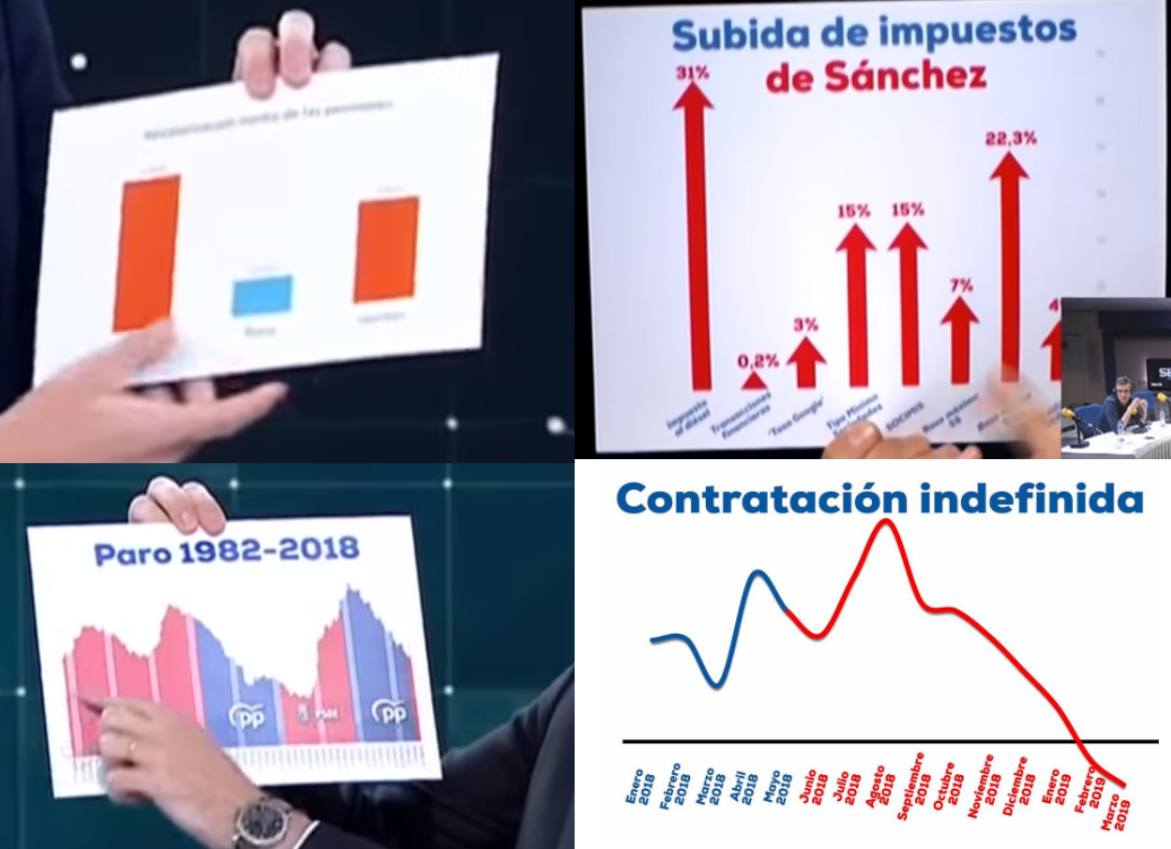 Revalorización media de las pensiones
Subida de impuestos
de Sánchez
31%
0,2%
3%
15%
15%
7%
22,3%
4
Impuesto
al diésel
Transacciones
financieras
'Tasa Google'
Tipo Mínimo
Sociedades
SOCIMIS
Base máxima
SS
SE
Paro 1982-2018
pp
PSOE
pp
Contratación indefinida
Enero
2018
Febrero
2018
Marzo
2018
Abril
2018
Mayo
2018
Junio
2018
Julio
2018
Agosto
2018
Septiembre
2018
Octubre
2018
Noviembre
2018
Diciembre
2018
Enero
2019
Febrero
2019
Marzo
2019